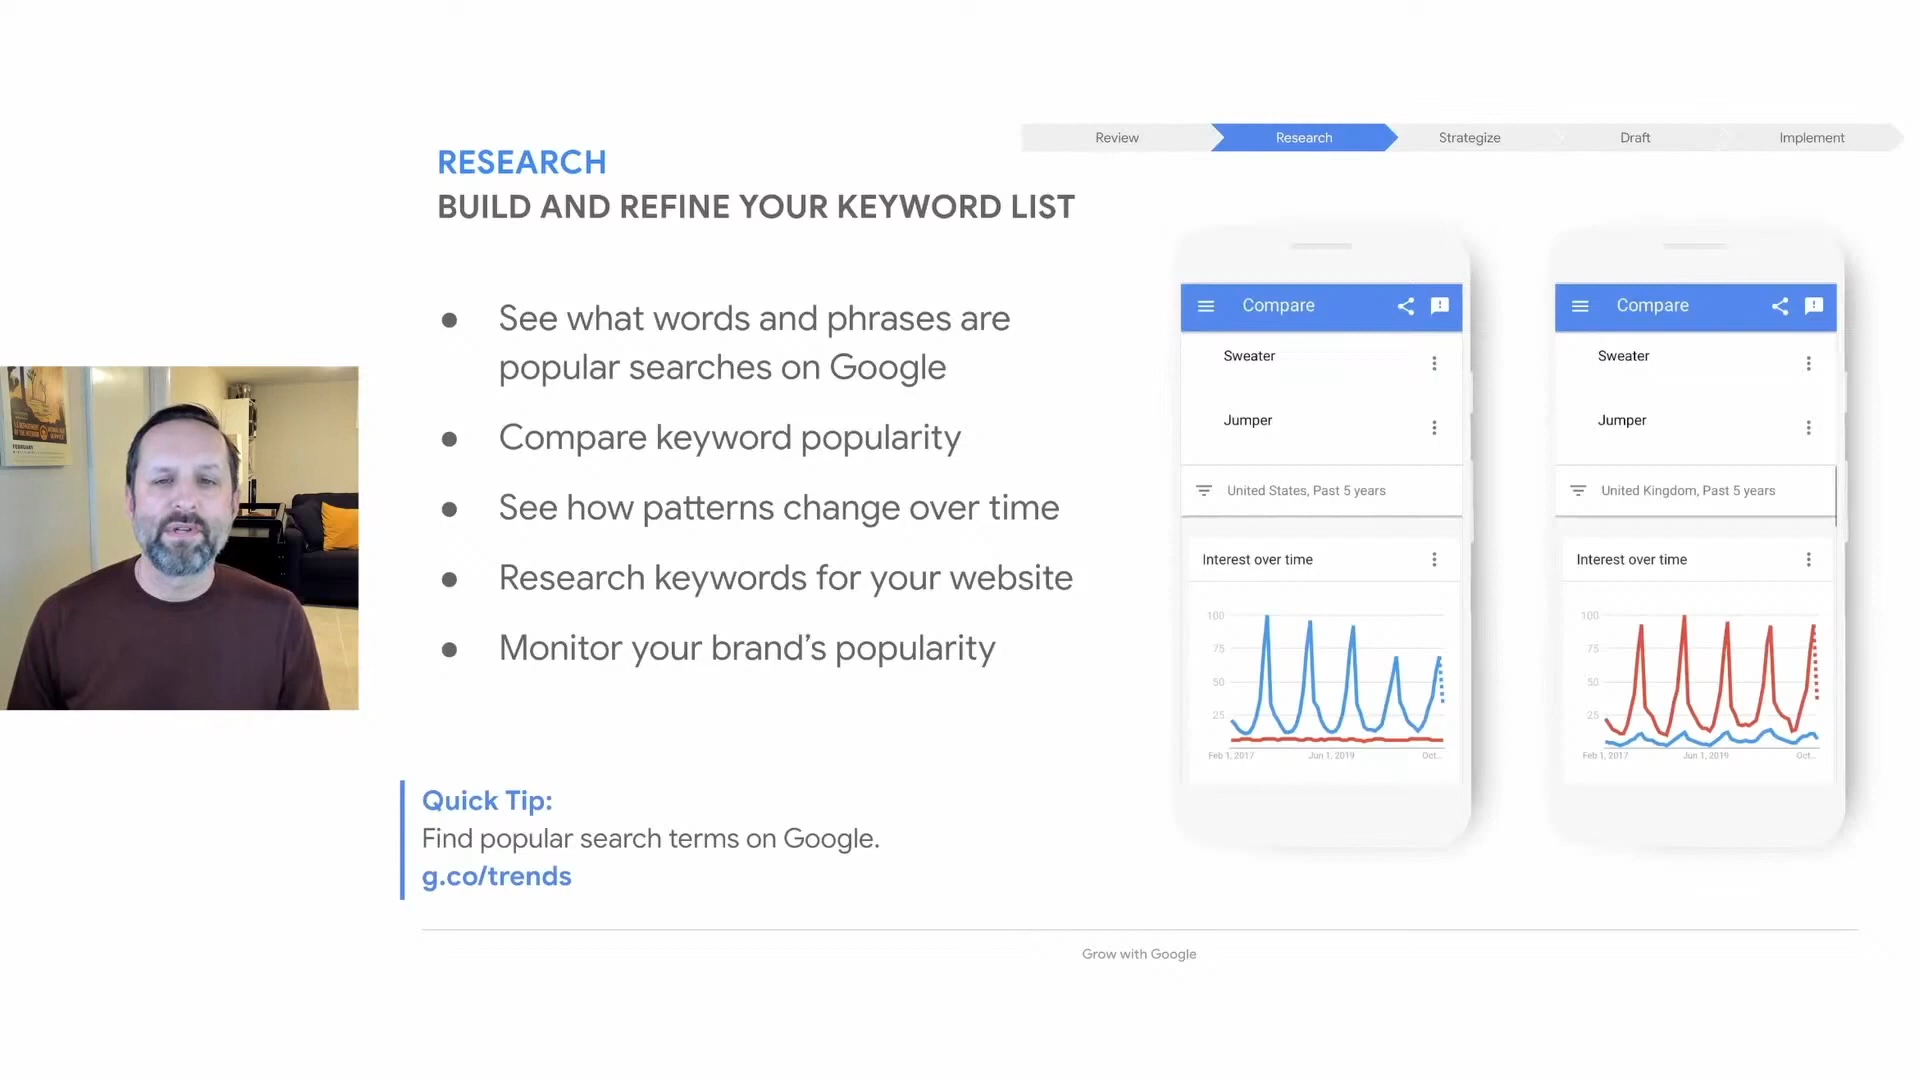 Review
Research
Strategize
Draft
Implement
RESEARCH
BUILD AND REFINE YOUR KEYWORD LIST
● See what words and phrases are
popular searches on Google
● Compare keyword popularity
● See how patterns change over time
● Research keywords for your website
● Monitor your brand's popularity
Quick Tip:
Find popular search terms on Google.
g.co/trends
Compare
Sweater
Jumper
United States, Past 5 years
Interest over time
100
75
50
25
Feb 1, 2017
Jun 1, 2019
Oct...
Compare
Sweater
Jumper
United Kingdom, Past 5 years
Interest over time
100
75
50
25
Feb 1, 2017
Jun 1, 2019
Oct...
FEBRUARY
Grow with Google